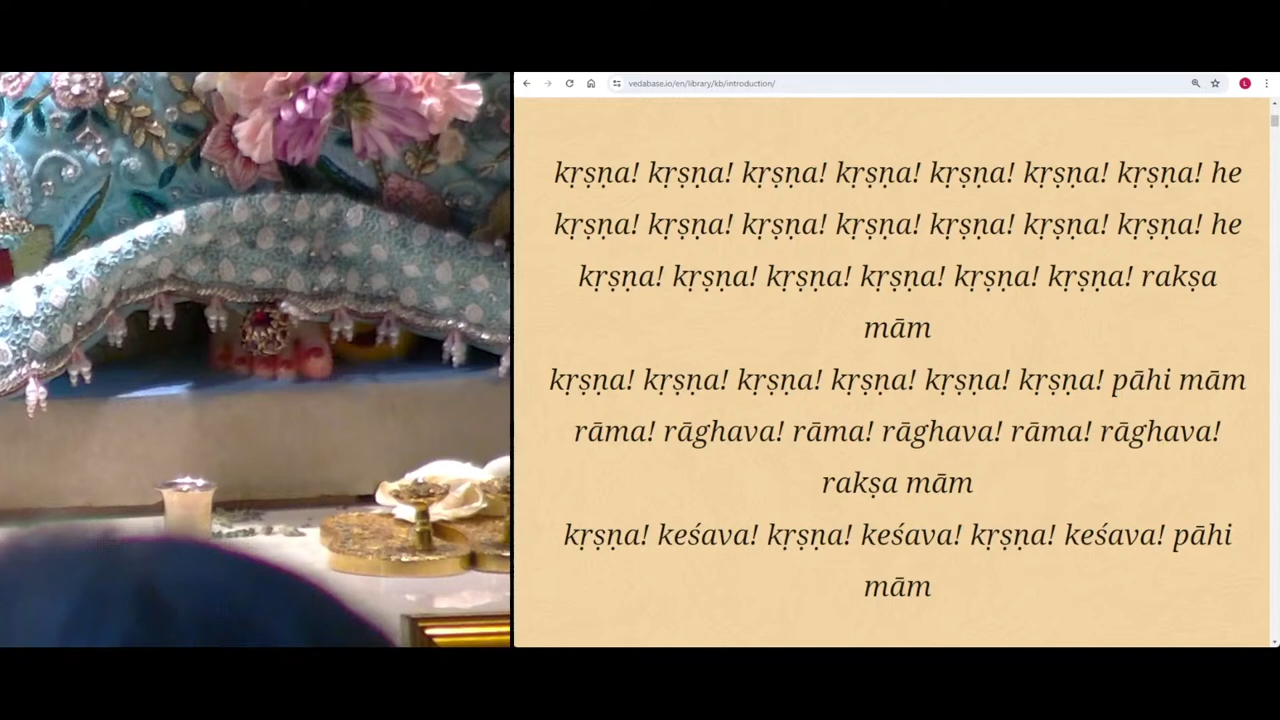 vedabase.io/en/library/kb/introduction/
L
kṛṣṇa! kṛṣṇa! kṛṣṇa! kṛṣṇa! kṛṣṇa! kṛṣṇa! kṛṣṇa! he
kṛṣṇa! kṛṣṇa! kṛṣṇa! kṛṣṇa! kṛṣṇa! kṛṣṇa! kṛṣṇa! he
kṛṣṇa! kṛṣṇa! kṛṣṇa! kṛṣṇa! kṛṣṇa! kṛṣṇa! rakṣa
mām
kṛṣṇa! kṛṣṇa! kṛṣṇa! kṛṣṇa! kṛṣṇa! kṛṣṇa! pāhi mām
rāma! rāghava! rāma! rāghava! rāma! rāghava!
rakṣa mām
kṛṣṇa! keśava! kṛṣṇa! keśava! kṛṣṇa! keśava! pāhi
mām